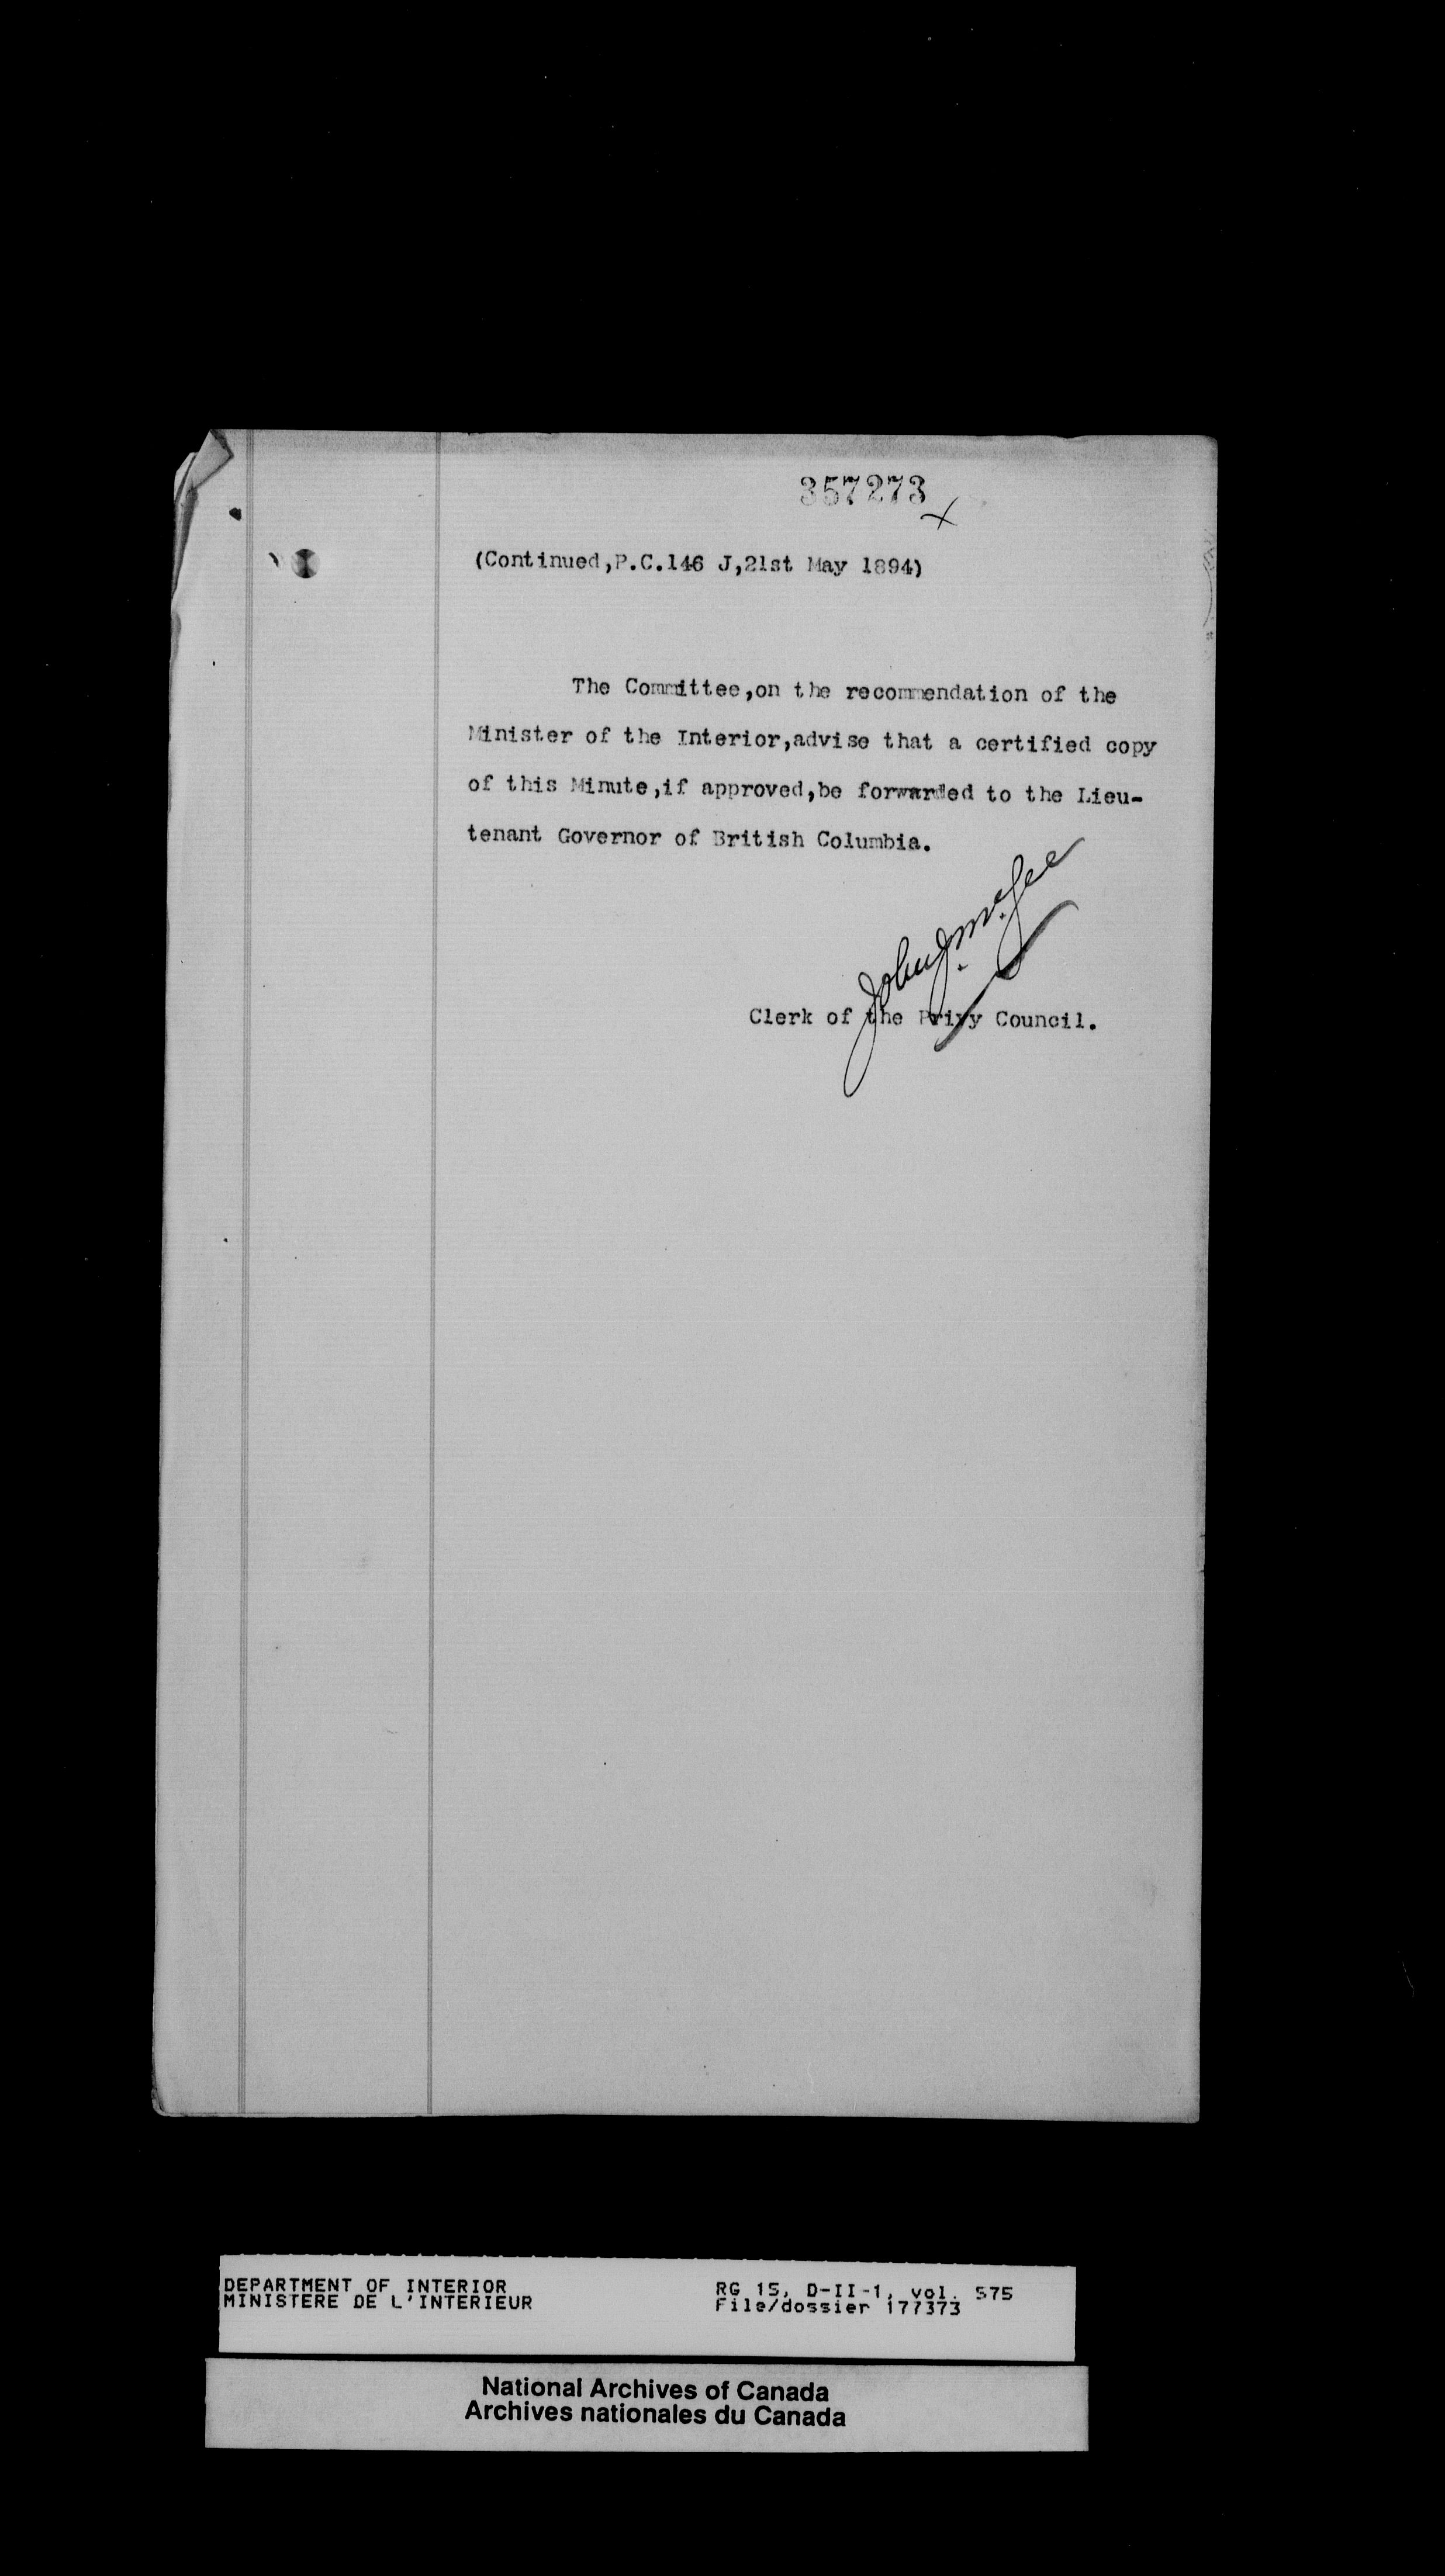 357273
(Continued,P.C.146 J,21st May 1894)
The Committee,on the recommendation of the
Minister of the Interior,advise that a certified copy
of this Minute,if approved,be forwarded to the Lieu-
tenant Governor of British Columbia.
John J. McGee
Clerk of the Privy Council.
DEPARTMENT OF INTERIOR
MINISTERE DE L'INTERIEUR
RG 15, D-II-1, vol. 575
File/dossier 177373
National Archives of Canada
Archives nationales du Canada